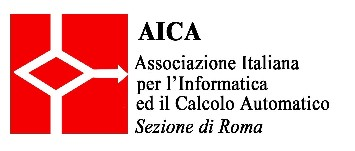 AICA
Associazione Italiana
per l'Informatica
ed il Calcolo Automatico
Sezione di Roma